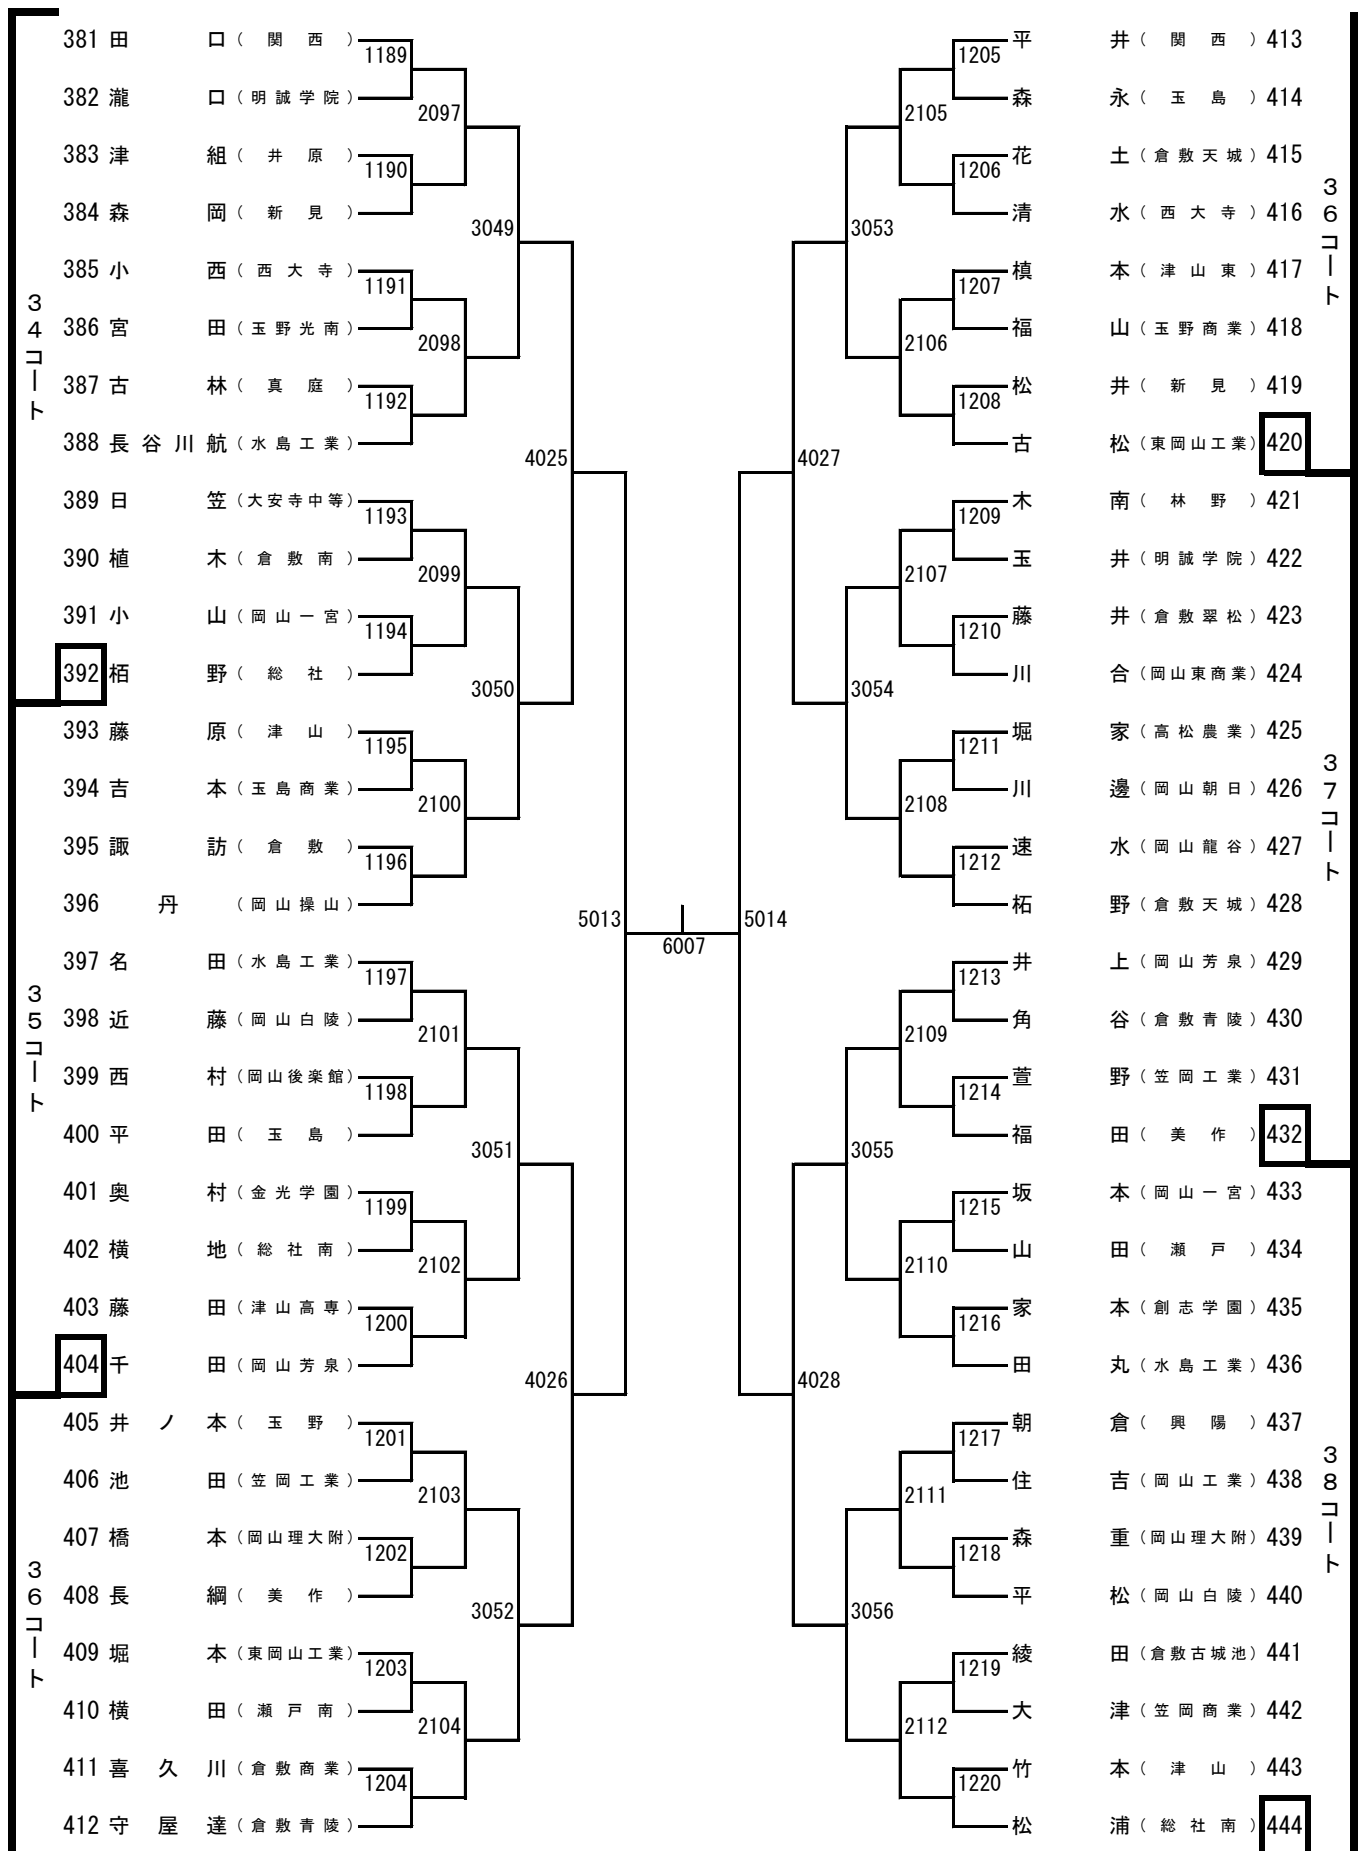 34コート
381 田口 (関西)
1189
382 瀧口 (明誠学院)
2097
383 津組 (井原)
1190
384 森岡 (新見)
3049
385 小西 (西大寺)
1191
386 宮田 (玉野光南)
2098
387 古林 (真庭)
1192
388 長谷川航 (水島工業)
4025
389 日笠 (大安寺中等)
1193
390 植木 (倉敷南)
2099
391 小山 (岡山一宮)
1194
392 栢野 (総社)
3050
35コート
393 藤原 (津山)
1195
394 吉本 (玉島商業)
2100
395 諏訪 (倉敷)
1196
396 丹 (岡山操山)
5013
397 名田 (水島工業)
1197
398 近藤 (岡山白陵)
2101
399 西村 (岡山後楽館)
1198
400 平田 (玉島)
3051
401 奥村 (金光学園)
1199
402 横地 (総社南)
2102
403 藤田 (津山高専)
1200
404 千田 (岡山芳泉)
4026
36コート
405 井ノ本 (玉野)
1201
406 池田 (笠岡工業)
2103
407 橋本 (岡山理大附)
1202
408 長綱 (美作)
3052
409 堀本 (東岡山工業)
1203
410 横田 (瀬戸南)
2104
411 喜久川 (倉敷商業)
1204
412 守屋達 (倉敷青陵)
6007
36コート
平井 (関西) 413
1205
森永 (玉島) 414
2105
花土 (倉敷天城) 415
1206
清水 (西大寺) 416
3053
槙本 (津山東) 417
1207
福山 (玉野商業) 418
2106
松井 (新見) 419
1208
古松 (東岡山工業) 420
4027
37コート
木南 (林野) 421
1209
玉井 (明誠学院) 422
2107
藤井 (倉敷翠松) 423
1210
川合 (岡山東商業) 424
3054
堀家 (高松農業) 425
1211
川邊 (岡山朝日) 426
2108
速水 (岡山龍谷) 427
1212
柘野 (倉敷天城) 428
5014
井上 (岡山芳泉) 429
1213
角谷 (倉敷青陵) 430
2109
萱野 (笠岡工業) 431
1214
福田 (美作) 432
3055
38コート
坂本 (岡山一宮) 433
1215
山田 (瀬戸) 434
2110
家本 (創志学園) 435
1216
田丸 (水島工業) 436
4028
朝倉 (興陽) 437
1217
住吉 (岡山工業) 438
2111
森重 (岡山理大附) 439
1218
平松 (岡山白陵) 440
3056
綾田 (倉敷古城池) 441
1219
大津 (笠岡商業) 442
2112
竹本 (津山) 443
1220
松浦 (総社南) 444